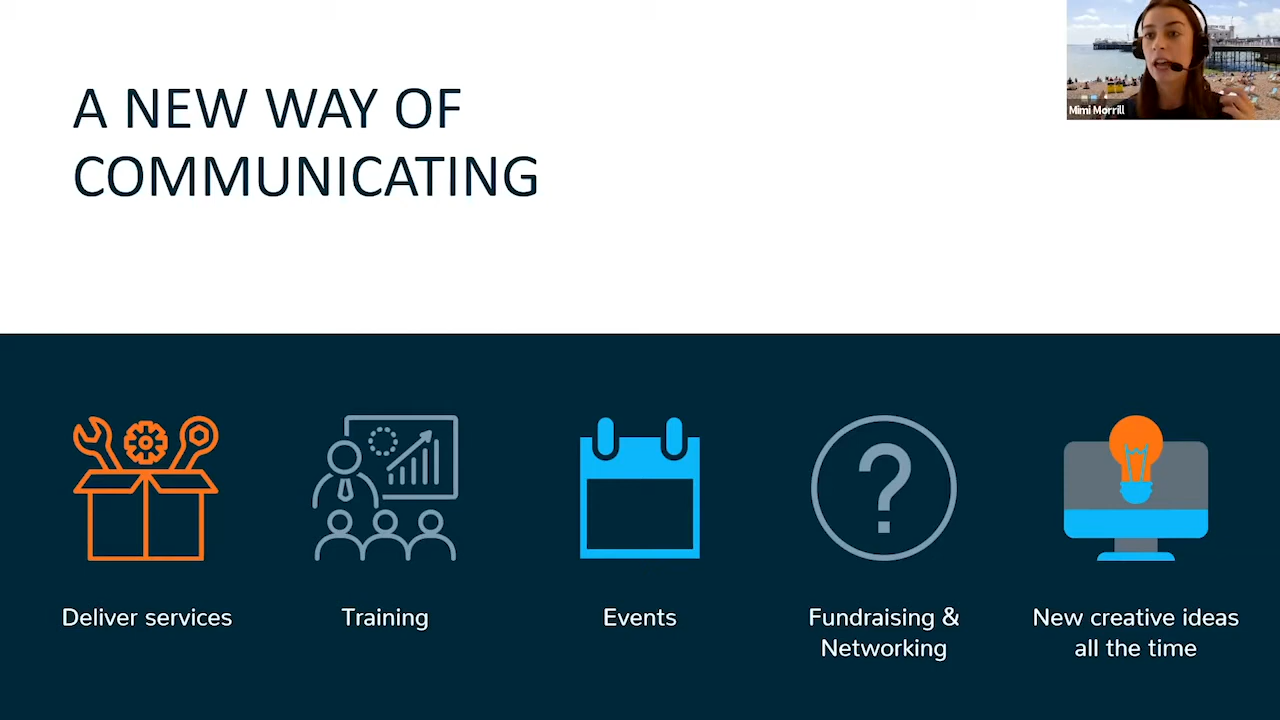 A NEW WAY OF
COMMUNICATING
Mimi Morrill
Deliver services
Training
Events
Fundraising &
Networking
New creative ideas
all the time